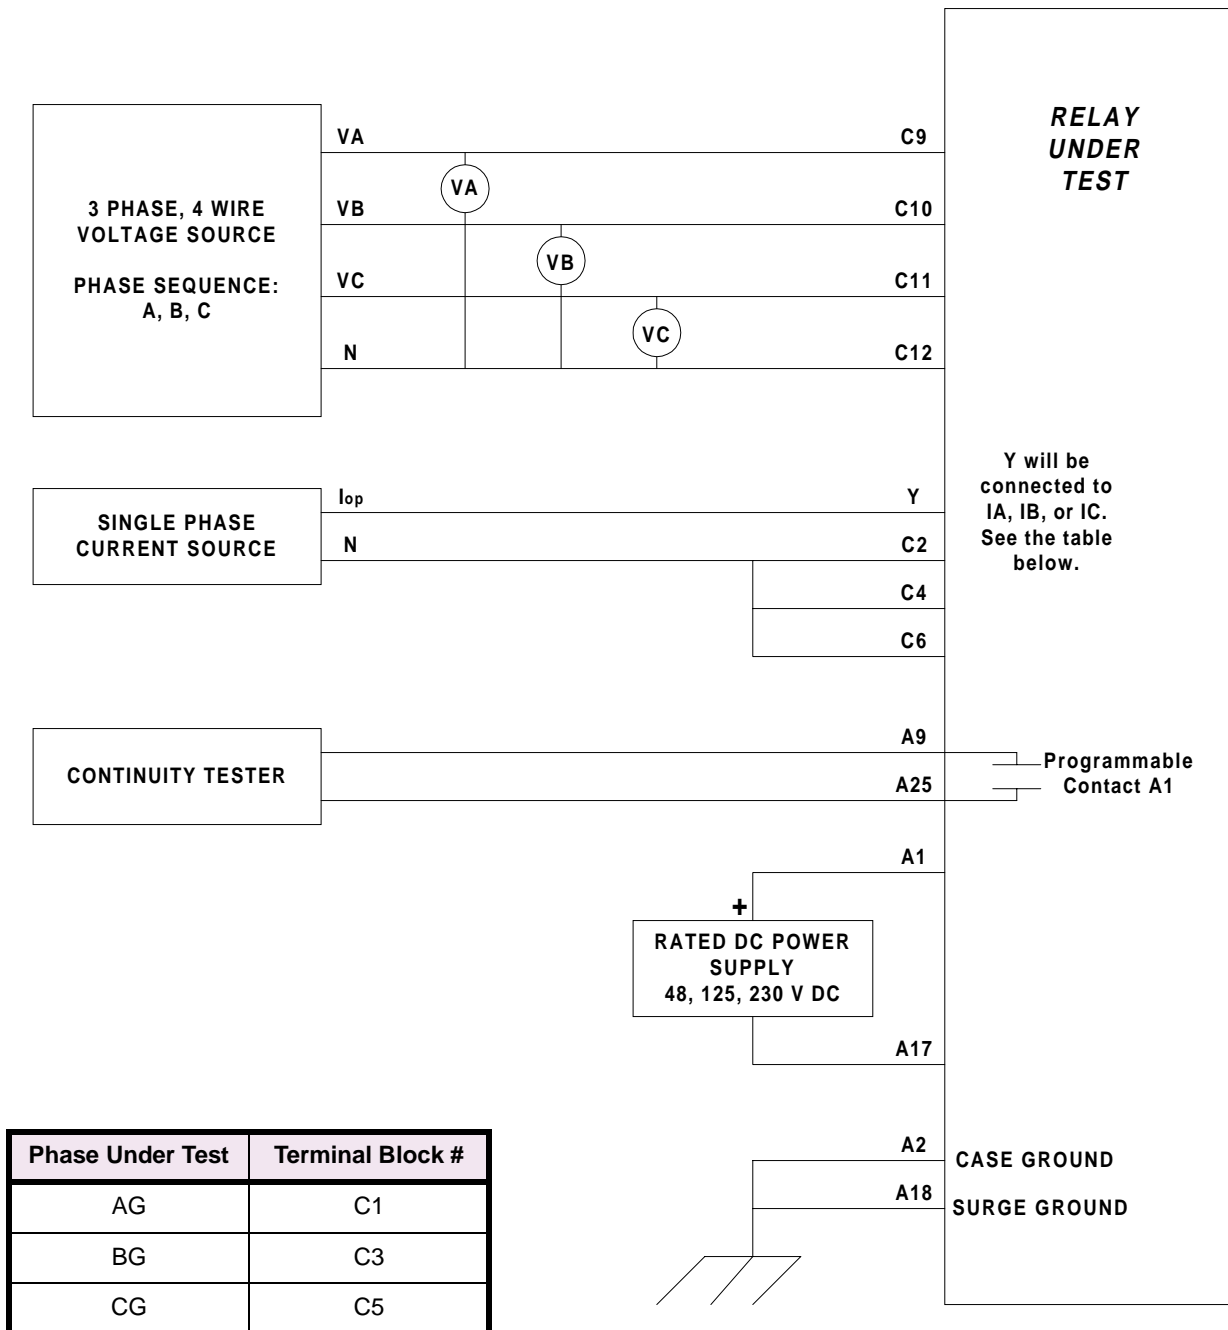 RELAY
UNDER
TEST
VA
C9
VA
3 PHASE, 4 WIRE
VOLTAGE SOURCE
PHASE SEQUENCE:
A, B, C
VB
C10
VB
VC
C11
VC
N
C12
Y will be
connected to
IA, IB, or IC.
See the table
below.
SINGLE PHASE
CURRENT SOURCE
Iop
Y
N
C2
C4
C6
CONTINUITY TESTER
A9
A25
Programmable
Contact A1
A1
+
RATED DC POWER
SUPPLY
48, 125, 230 V DC
A17
A2
CASE GROUND
A18
SURGE GROUND
Phase Under Test Terminal Block #
AG C1
BG C3
CG C5